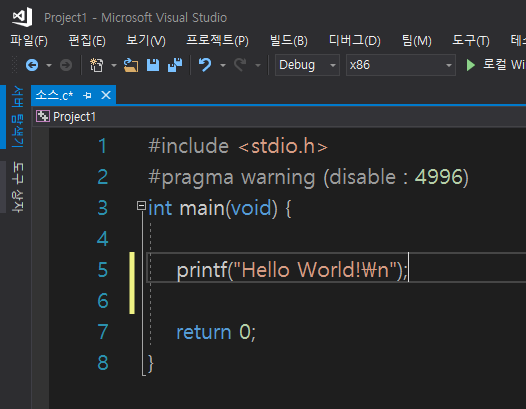 Project1 - Microsoft Visual Studio
파일(F) 편집(E) 보기(V) 프로젝트(P) 빌드(B) 디버그(D) 팀(M) 도구(T) 테스
Debug x86 로컬 Wi
서버 탐색기
도구 상자
소스.c*
Project1
1 #include <stdio.h>
2 #pragma warning (disable : 4996)
3 int main(void) {
4
5 printf("Hello World!₩n");
6
7 return 0;
8 }